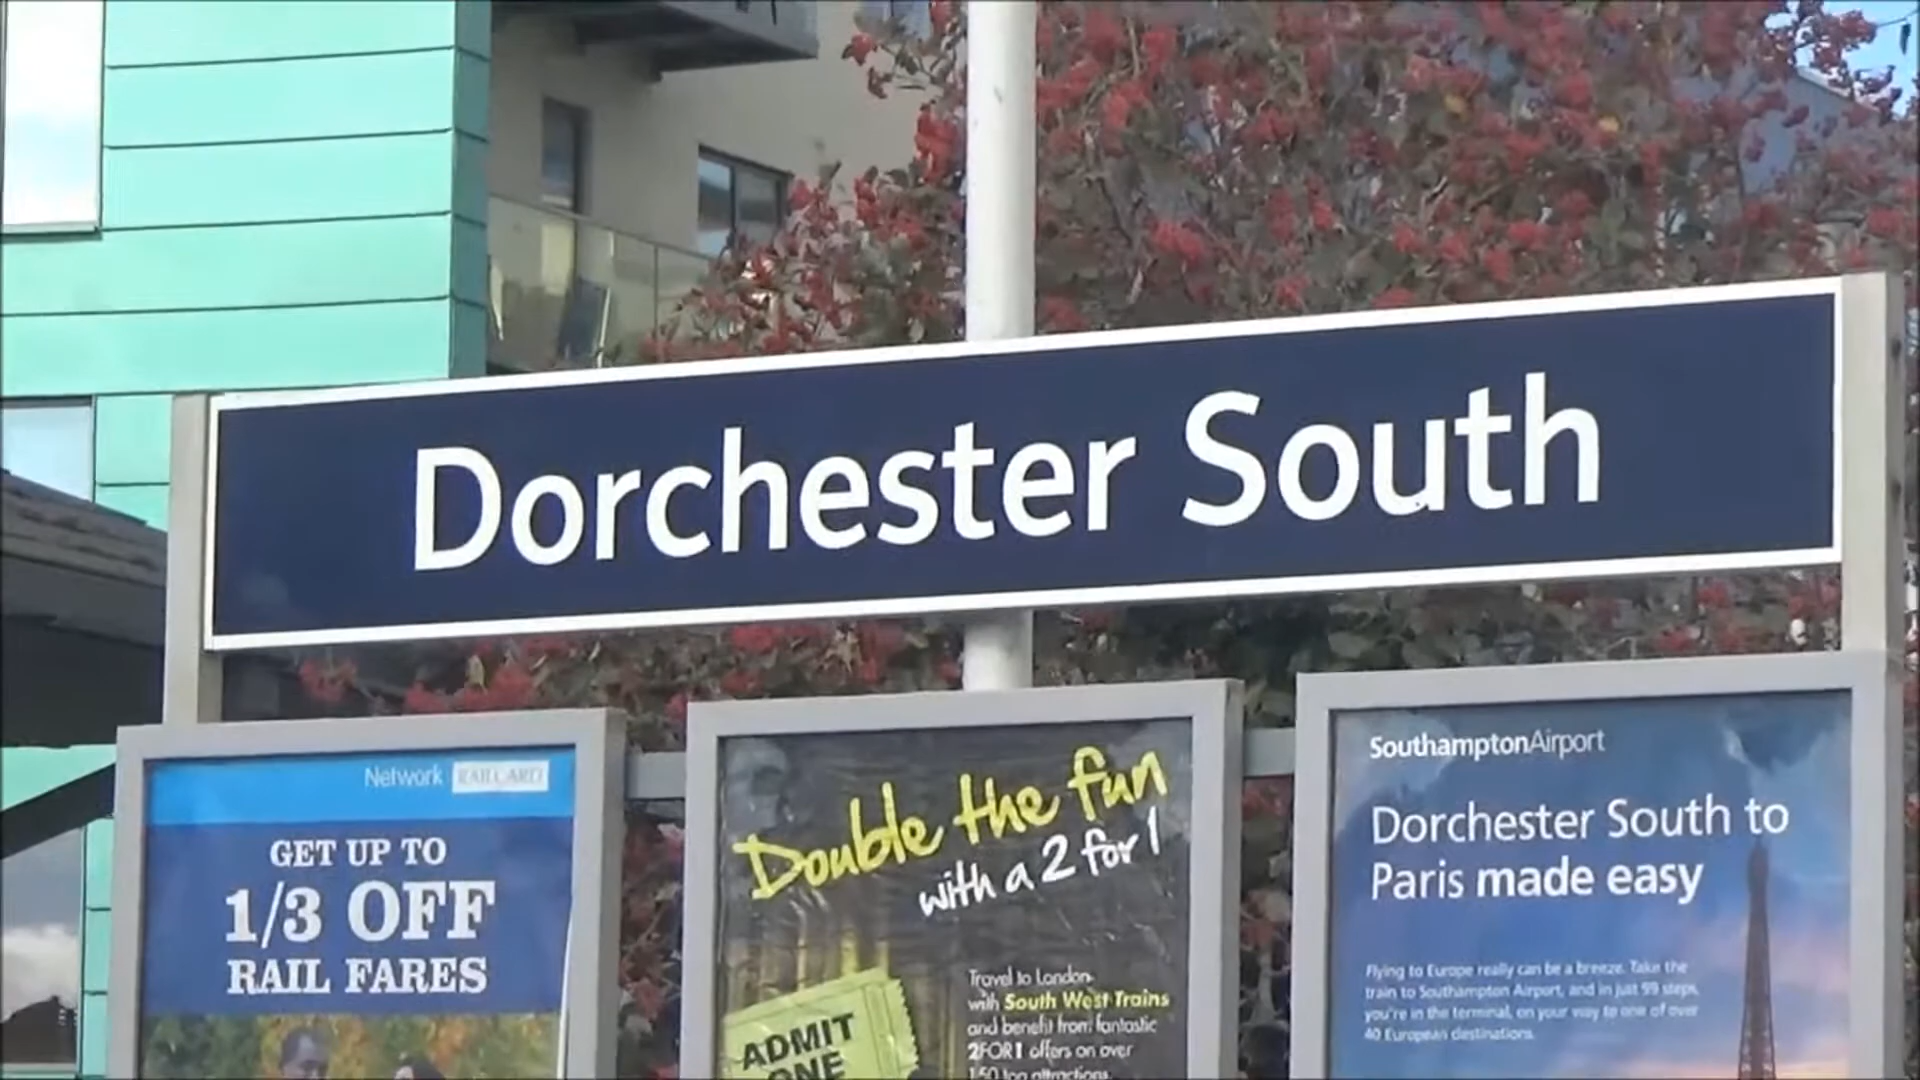 Dorchester South
Network RAILCARD
GET UP TO
1/3 OFF
RAIL FARES
Double the fun
with a 2 for 1
Travel to London
with South West Trains
and benefit from fantastic
2FOR1 offers on over
150 top attractions.
ADMIT
ONE
SouthamptonAirport
Dorchester South to
Paris made easy
Flying to Europe really can be a breeze. Take the
train to Southampton Airport, and in just 99 steps,
you're in the terminal, on your way to one of over
40 European destinations.